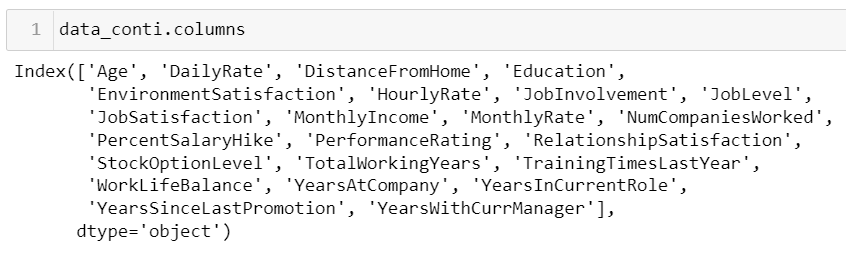 1 data_conti.columns
Index(['Age', 'DailyRate', 'DistanceFromHome', 'Education',
'EnvironmentSatisfaction', 'HourlyRate', 'JobInvolvement', 'JobLevel',
'JobSatisfaction', 'MonthlyIncome', 'MonthlyRate', 'NumCompaniesWorked',
'PercentSalaryHike', 'PerformanceRating', 'RelationshipSatisfaction',
'StockOptionLevel', 'TotalWorkingYears', 'TrainingTimesLastYear',
'WorkLifeBalance', 'YearsAtCompany', 'YearsInCurrentRole',
'YearsSinceLastPromotion', 'YearsWithCurrManager'],
dtype='object')